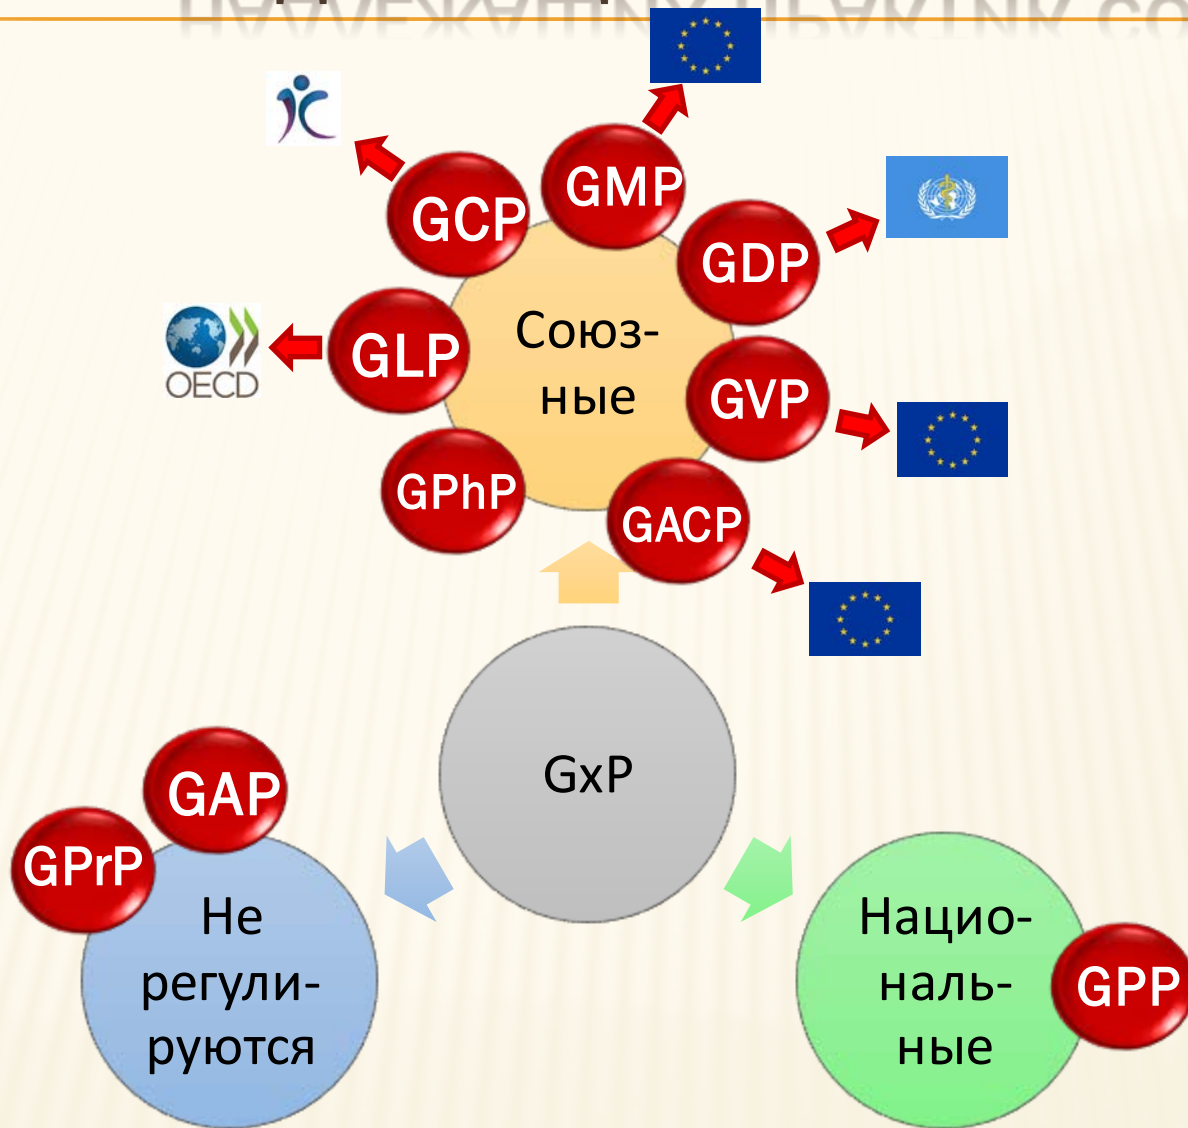 GMP
GCP
GDP
GLP
OECD
Союз-
ные
GVP
GPhP
GACP
GxP
GAP
GPrP
Не
регули-
руются
Нацио-
наль-
ные
GPP